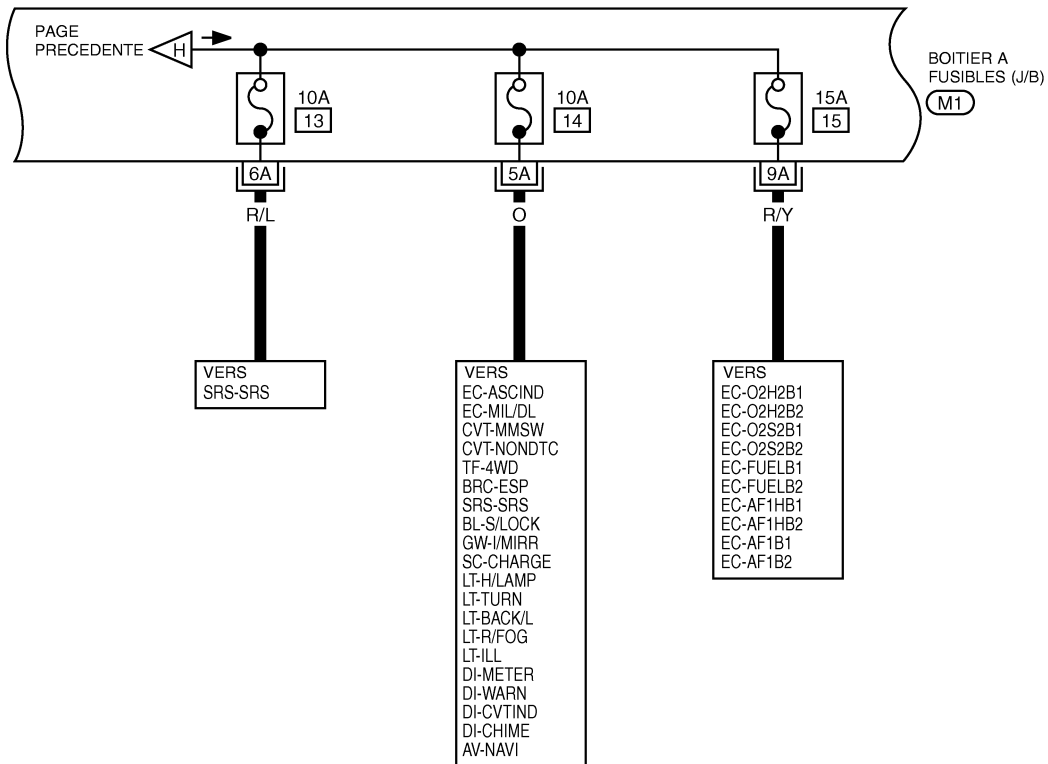 PAGE
PRECEDENTE H
BOITIER A
FUSIBLES (J/B)
M1
10A
13
10A
14
15A
15
6A
5A
9A
R/L
O
R/Y
VERS
SRS-SRS
VERS
EC-ASCIND
EC-MIL/DL
CVT-MMSW
CVT-NONDTC
TF-4WD
BRC-ESP
SRS-SRS
BL-S/LOCK
GW-I/MIRR
SC-CHARGE
LT-H/LAMP
LT-TURN
LT-BACK/L
LT-R/FOG
LT-ILL
DI-METER
DI-WARN
DI-CVTIND
DI-CHIME
AV-NAVI
VERS
EC-O2H2B1
EC-O2H2B2
EC-O2S2B1
EC-O2S2B2
EC-FUELB1
EC-FUELB2
EC-AF1HB1
EC-AF1HB2
EC-AF1B1
EC-AF1B2